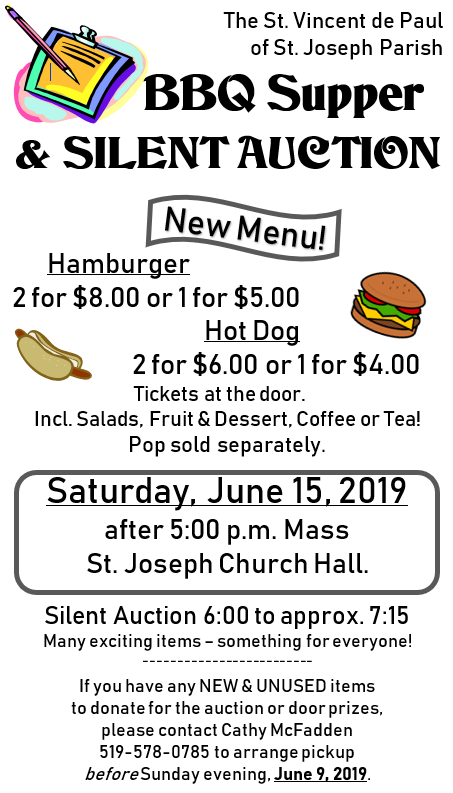 The St. Vincent de Paul
of St. Joseph Parish
BBQ Supper
& SILENT AUCTION
New Menu!
Hamburger
2 for $8.00 or 1 for $5.00
Hot Dog
2 for $6.00 or 1 for $4.00
Tickets at the door.
Incl. Salads, Fruit & Dessert, Coffee or Tea!
Pop sold separately.
Saturday, June 15, 2019
after 5:00 p.m. Mass
St. Joseph Church Hall.
Silent Auction 6:00 to approx. 7:15
Many exciting items – something for everyone!
-------------------------
If you have any NEW & UNUSED items
to donate for the auction or door prizes,
please contact Cathy McFadden
519-578-0785 to arrange pickup
before Sunday evening, June 9, 2019.